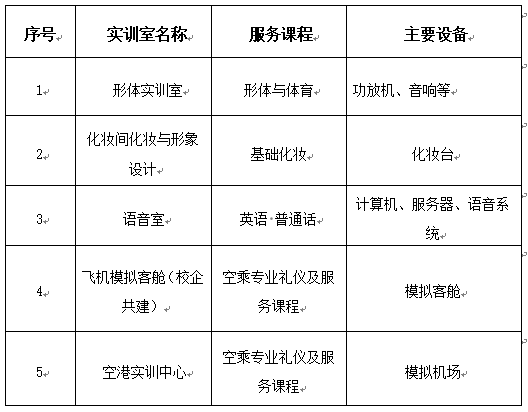 序号 实训室名称 服务课程 主要设备
1 形体实训室 形体与体育 功放机、音响等
2 化妆间化妆与形象设计 基础化妆 化妆台
3 语音室 英语 普通话 计算机、服务器、语音系统
4 飞机模拟客舱（校企共建） 空乘专业礼仪及服务课程 模拟客舱
5 空港实训中心 空乘专业礼仪及服务课程 模拟机场